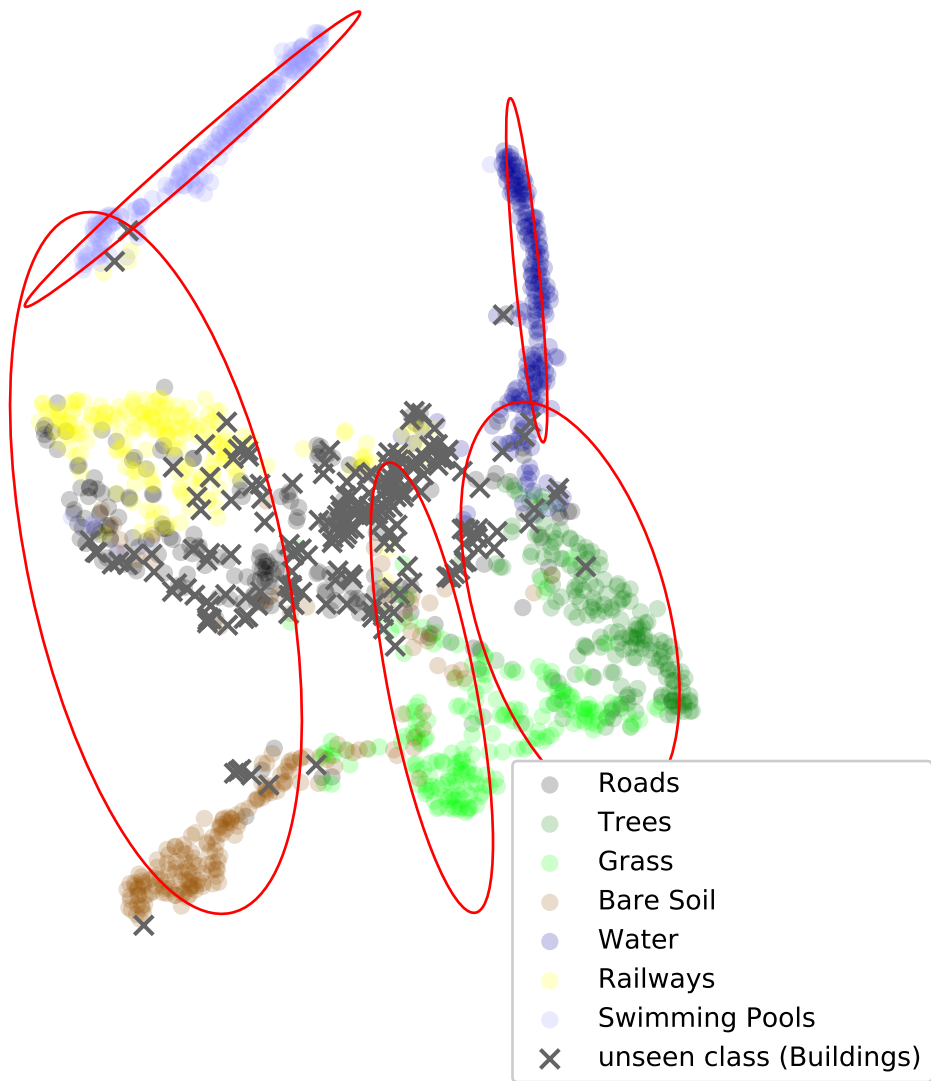 Roads
Trees
Grass
Bare Soil
Water
Railways
Swimming Pools
unseen class (Buildings)